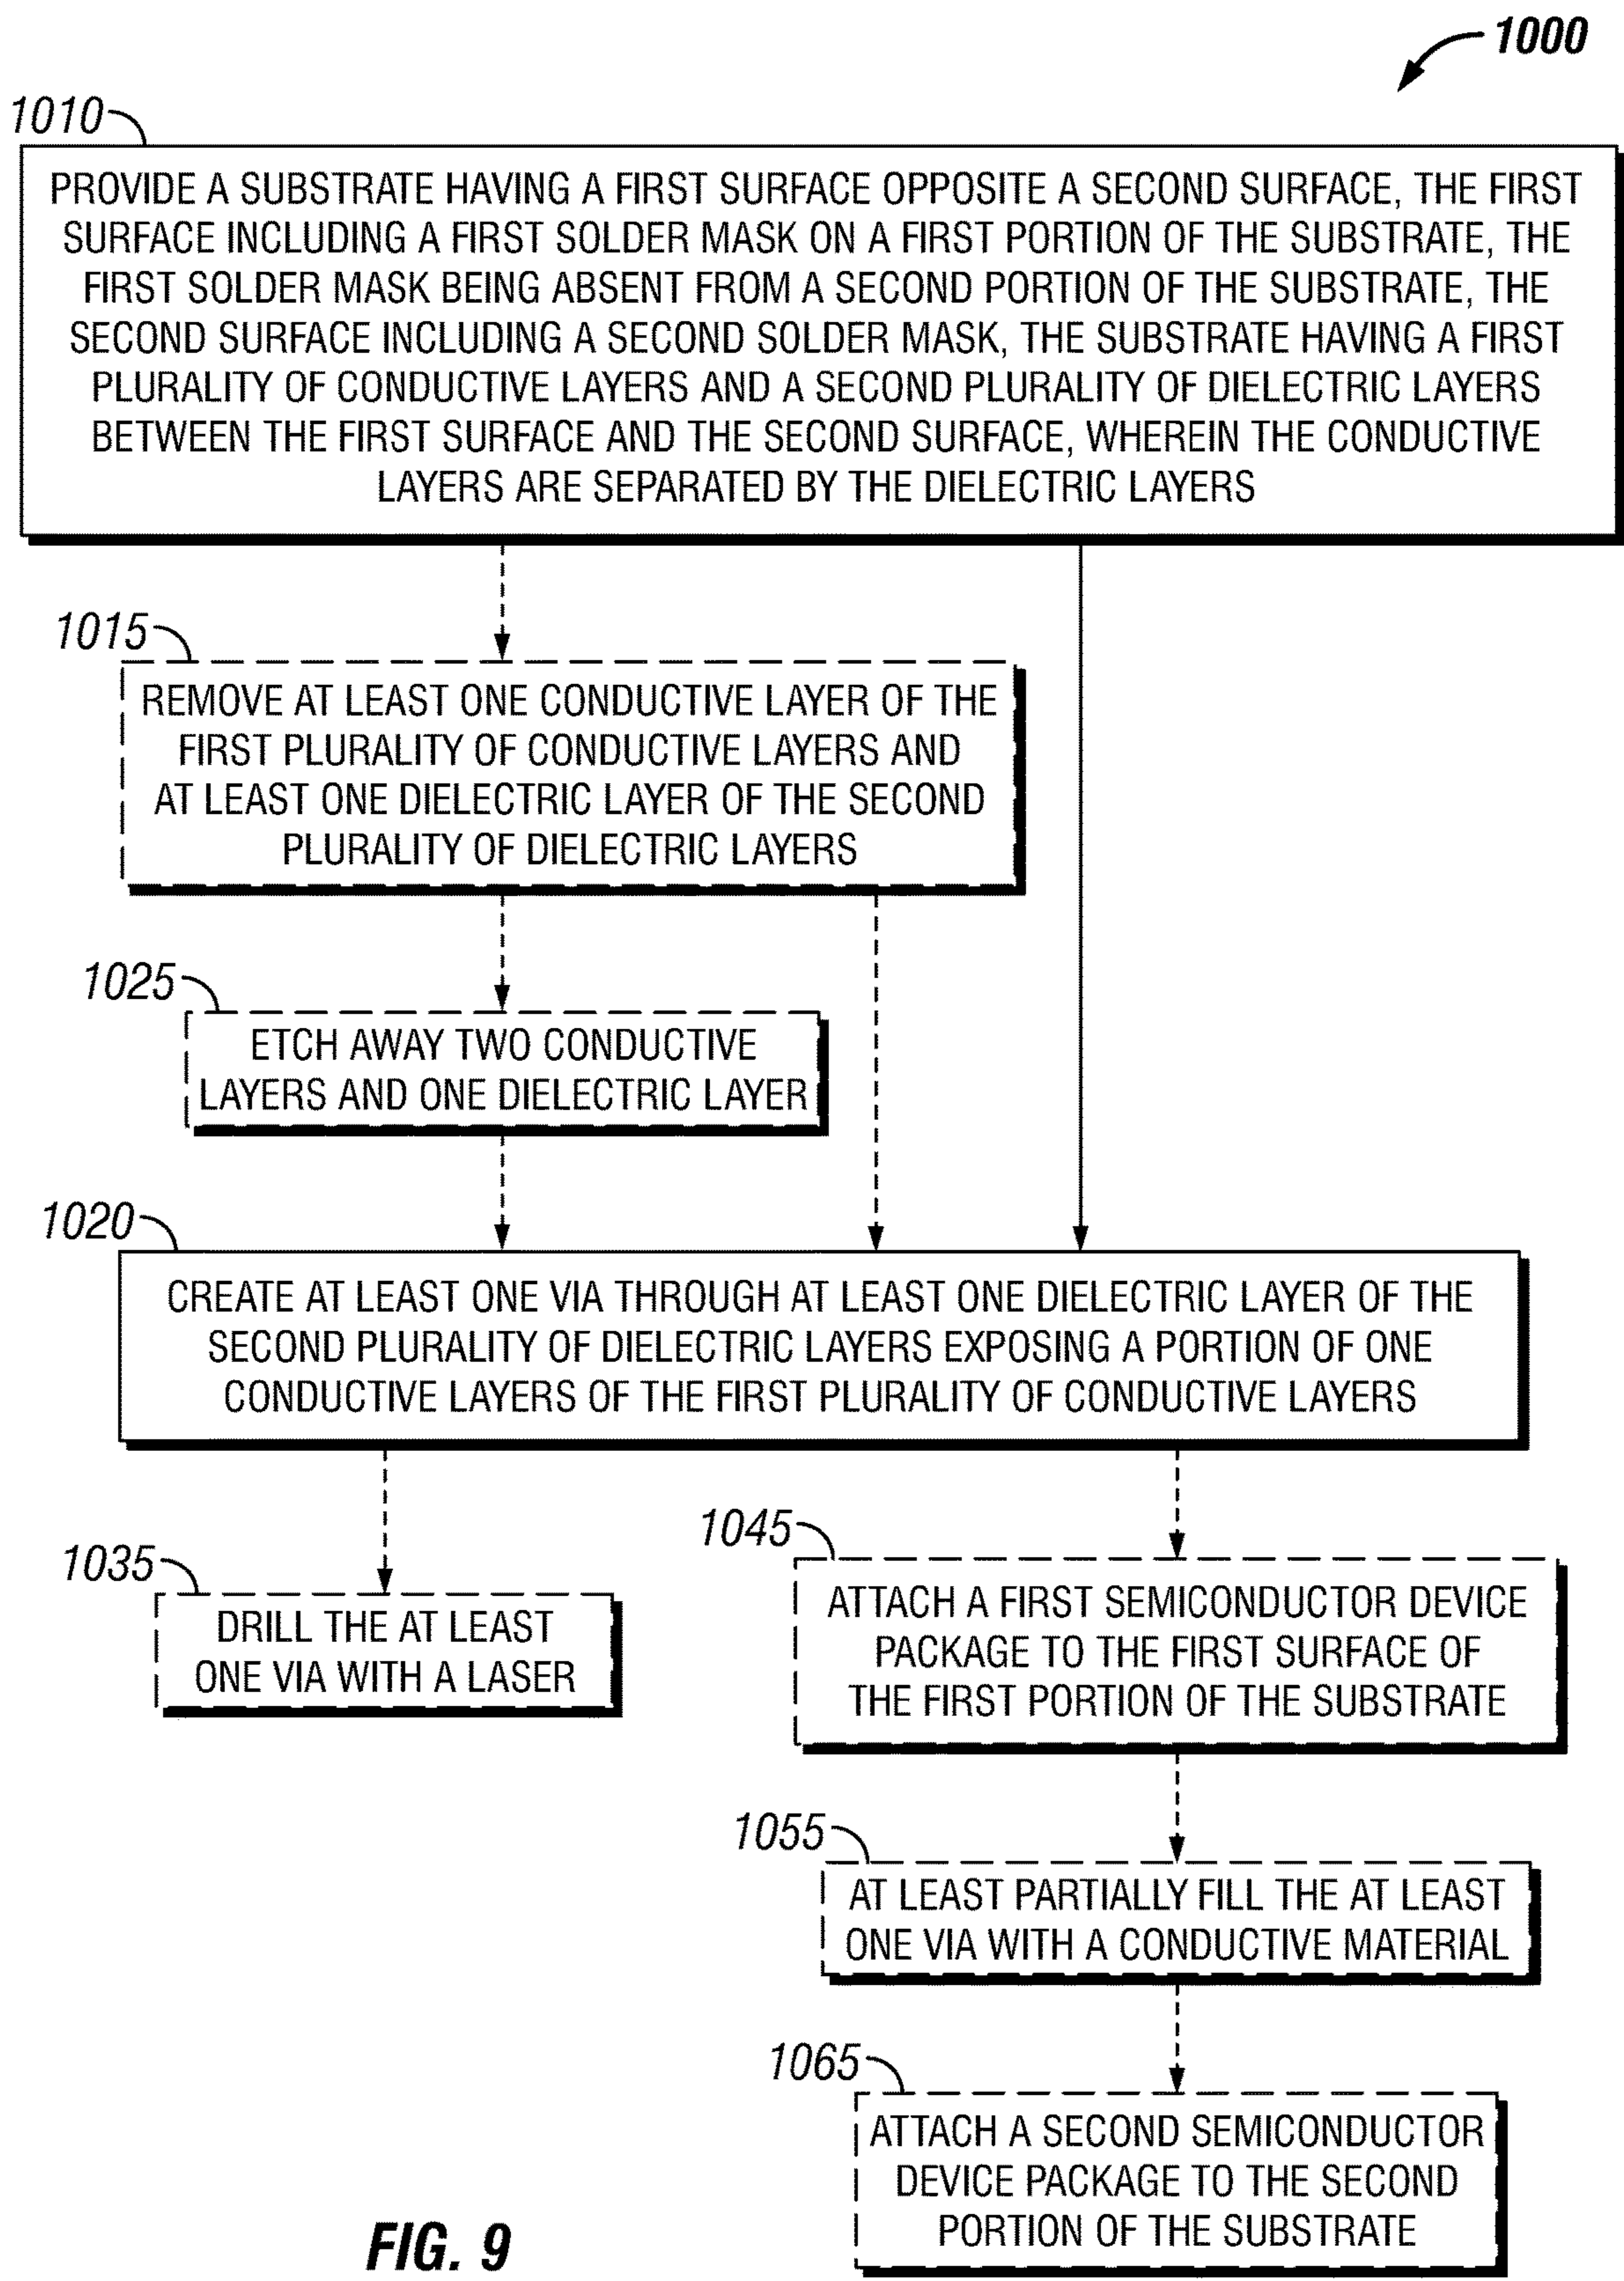 1000
1010
PROVIDE A SUBSTRATE HAVING A FIRST SURFACE OPPOSITE A SECOND SURFACE, THE FIRST
SURFACE INCLUDING A FIRST SOLDER MASK ON A FIRST PORTION OF THE SUBSTRATE, THE
FIRST SOLDER MASK BEING ABSENT FROM A SECOND PORTION OF THE SUBSTRATE, THE
SECOND SURFACE INCLUDING A SECOND SOLDER MASK, THE SUBSTRATE HAVING A FIRST
PLURALITY OF CONDUCTIVE LAYERS AND A SECOND PLURALITY OF DIELECTRIC LAYERS
BETWEEN THE FIRST SURFACE AND THE SECOND SURFACE, WHEREIN THE CONDUCTIVE
LAYERS ARE SEPARATED BY THE DIELECTRIC LAYERS
1015
REMOVE AT LEAST ONE CONDUCTIVE LAYER OF THE
FIRST PLURALITY OF CONDUCTIVE LAYERS AND
AT LEAST ONE DIELECTRIC LAYER OF THE SECOND
PLURALITY OF DIELECTRIC LAYERS
1025
ETCH AWAY TWO CONDUCTIVE
LAYERS AND ONE DIELECTRIC LAYER
1020
CREATE AT LEAST ONE VIA THROUGH AT LEAST ONE DIELECTRIC LAYER OF THE
SECOND PLURALITY OF DIELECTRIC LAYERS EXPOSING A PORTION OF ONE
CONDUCTIVE LAYERS OF THE FIRST PLURALITY OF CONDUCTIVE LAYERS
1035
DRILL THE AT LEAST
ONE VIA WITH A LASER
1045
ATTACH A FIRST SEMICONDUCTOR DEVICE
PACKAGE TO THE FIRST SURFACE OF
THE FIRST PORTION OF THE SUBSTRATE
1055
AT LEAST PARTIALLY FILL THE AT LEAST
ONE VIA WITH A CONDUCTIVE MATERIAL
1065
ATTACH A SECOND SEMICONDUCTOR
DEVICE PACKAGE TO THE SECOND
PORTION OF THE SUBSTRATE
FIG. 9